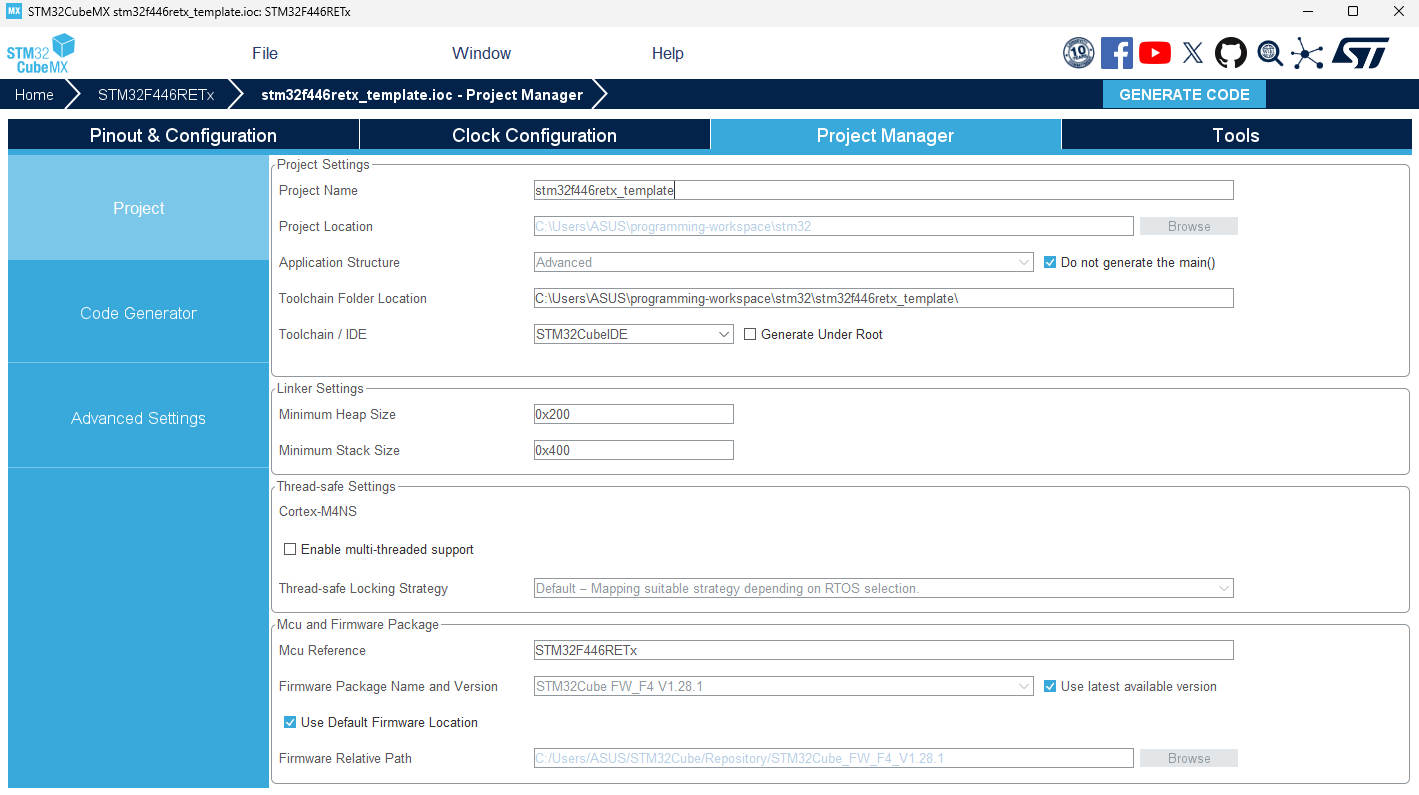 MX STM32CubeMX stm32f446retx_template.ioc: STM32F446RETx
STM32
CubeMX
File Window Help
10
ST
Home STM32F446RETx stm32f446retx_template.ioc - Project Manager GENERATE CODE
Pinout & Configuration Clock Configuration Project Manager Tools
Project
Code Generator
Advanced Settings
Project Settings
Project Name stm32f446retx_template
Project Location C:\Users\ASUS\programming-workspace\stm32 Browse
Application Structure Advanced Do not generate the main()
Toolchain Folder Location C:\Users\ASUS\programming-workspace\stm32\stm32f446retx_template\
Toolchain / IDE STM32CubeIDE Generate Under Root
Linker Settings
Minimum Heap Size 0x200
Minimum Stack Size 0x400
Thread-safe Settings
Cortex-M4NS
Enable multi-threaded support
Thread-safe Locking Strategy Default – Mapping suitable strategy depending on RTOS selection.
Mcu and Firmware Package
Mcu Reference STM32F446RETx
Firmware Package Name and Version STM32Cube FW_F4 V1.28.1 Use latest available version
Use Default Firmware Location
Firmware Relative Path C:/Users/ASUS/STM32Cube/Repository/STM32Cube_FW_F4_V1.28.1 Browse